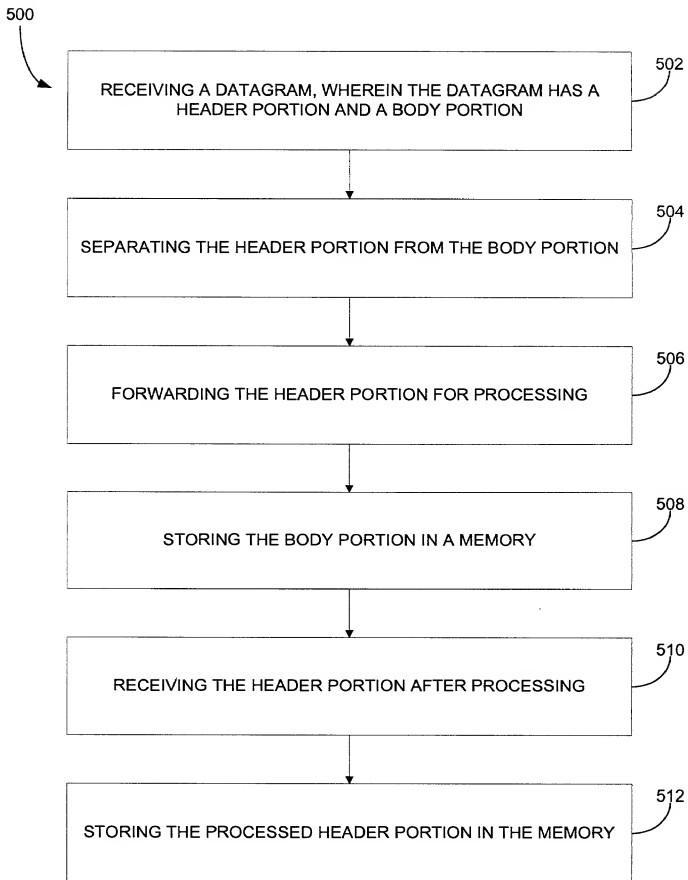 500
502
RECEIVING A DATAGRAM, WHEREIN THE DATAGRAM HAS A
HEADER PORTION AND A BODY PORTION
504
SEPARATING THE HEADER PORTION FROM THE BODY PORTION
506
FORWARDING THE HEADER PORTION FOR PROCESSING
508
STORING THE BODY PORTION IN A MEMORY
510
RECEIVING THE HEADER PORTION AFTER PROCESSING
512
STORING THE PROCESSED HEADER PORTION IN THE MEMORY